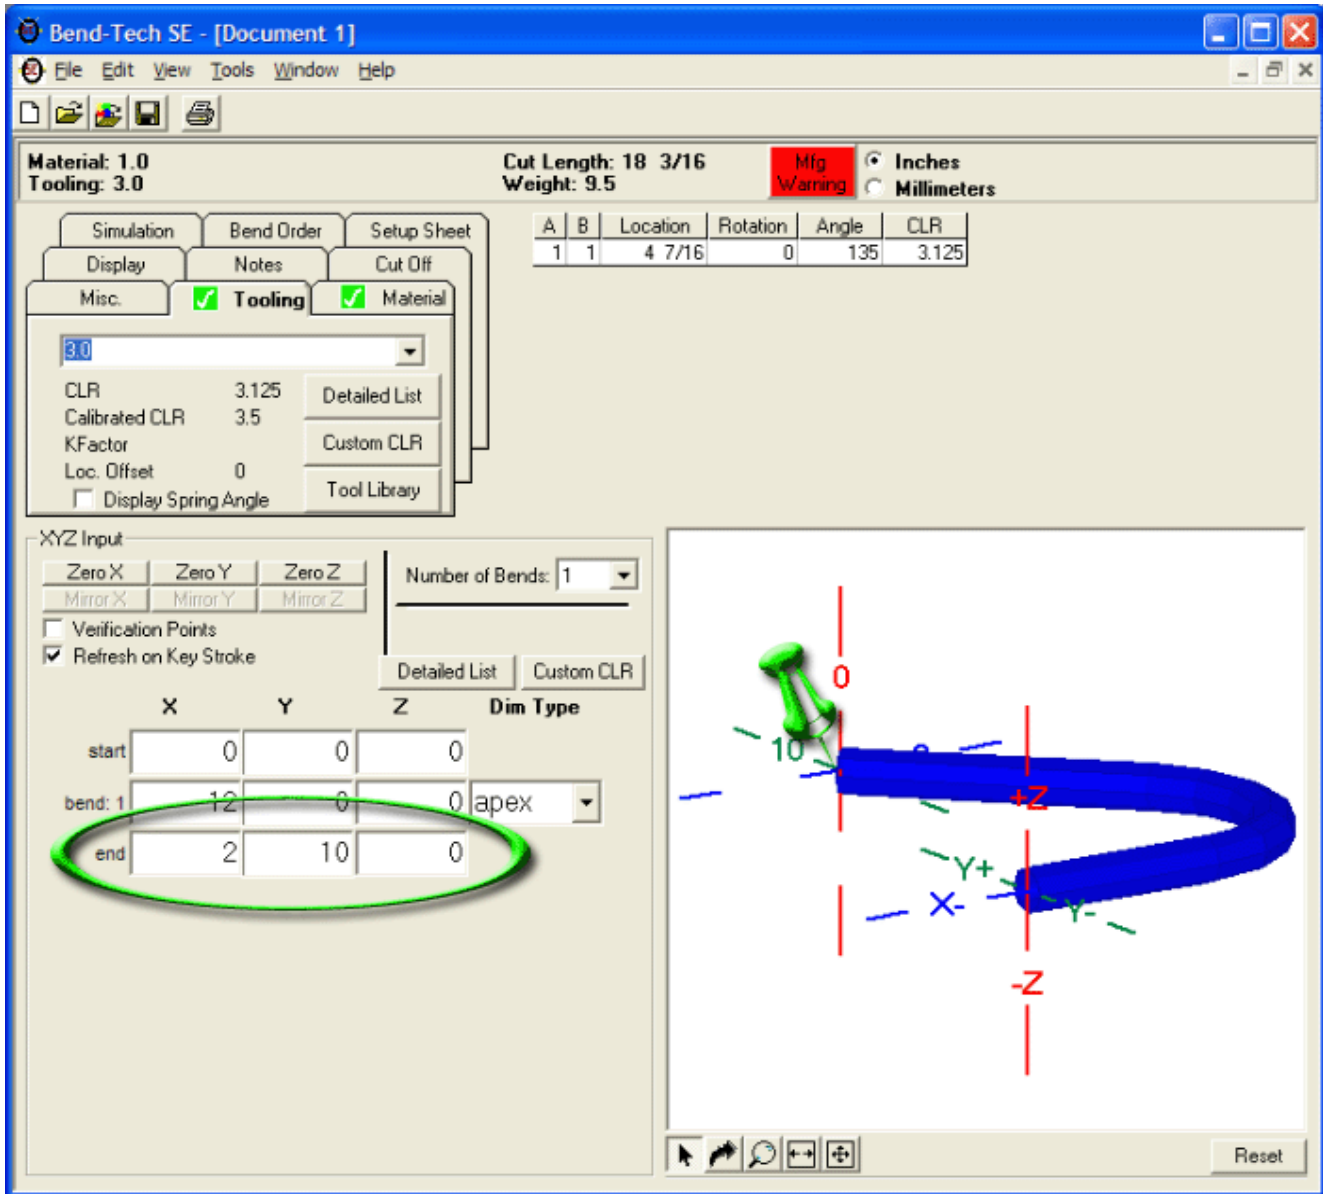 Bend-Tech SE - [Document 1]
File Edit View Tools Window Help
Material: 1.0
Tooling: 3.0
Cut Length: 18 3/16
Weight: 9.5
Mfg
Warning
Inches
Millimeters
Simulation Bend Order Setup Sheet
Display Notes Cut Off
Misc. Tooling Material
A B Location Rotation Angle CLR
1 1 4 7/16 0 135 3.125
3.0
CLR 3.125 Detailed List
Calibrated CLR 3.5
KFactor Custom CLR
Loc. Offset 0
Display Spring Angle Tool Library
XYZ Input
Zero X Zero Y Zero Z
Mirror X Mirror Y Mirror Z
Number of Bends: 1
Verification Points
Refresh on Key Stroke
Detailed List Custom CLR
X Y Z Dim Type
start 0 0 0
bend: 1 12 0 0 apex
end 2 10 0
0
10
+Z
Y+
X-
Y-
-Z
Reset